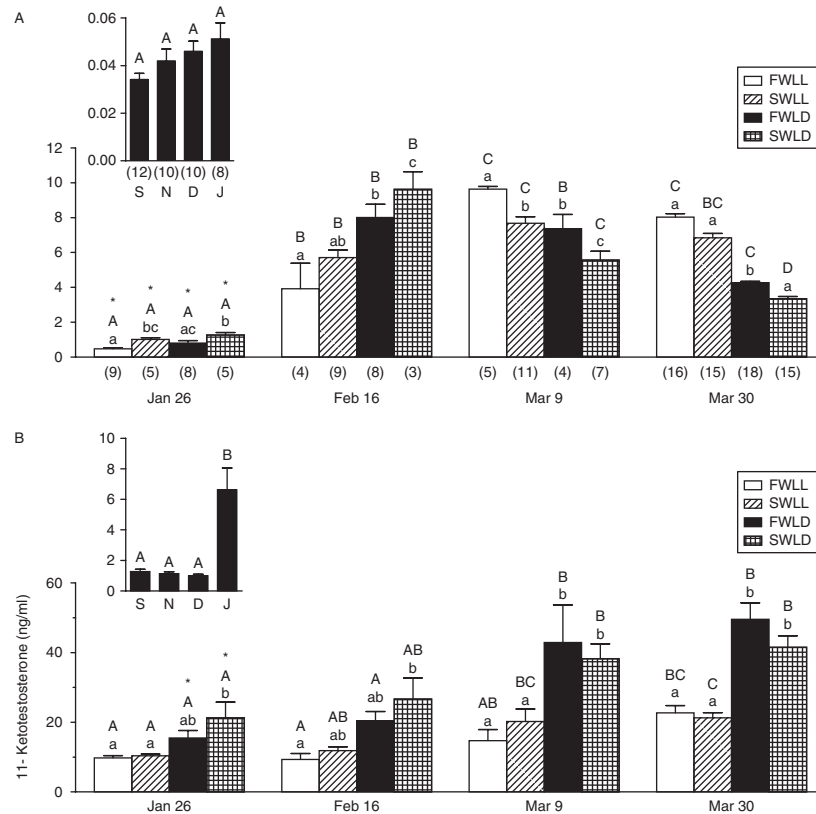 A
0.06
0.04
0.02
0.00
A A A A
(12) (10) (10) (8)
S N D J
FWLL
SWLL
FWLD
SWLD
12
10
8
6
4
2
0
* * * *
A A A A
a bc ac b
B B B B
a ab b c
C C B C
a b b c
C BC C D
a a b a
(9) (5) (8) (5) (4) (9) (8) (3) (5) (11) (4) (7) (16) (15) (18) (15)
Jan 26 Feb 16 Mar 9 Mar 30
B
10
8
6
4
2
0
A A A B
S N D J
FWLL
SWLL
FWLD
SWLD
11- Ketotestosterone (ng/ml)
60
40
20
0
* *
A A A A
a a ab b
A AB A AB
a ab ab b
AB BC B B
a a b b
BC C B B
a a b b
Jan 26 Feb 16 Mar 9 Mar 30